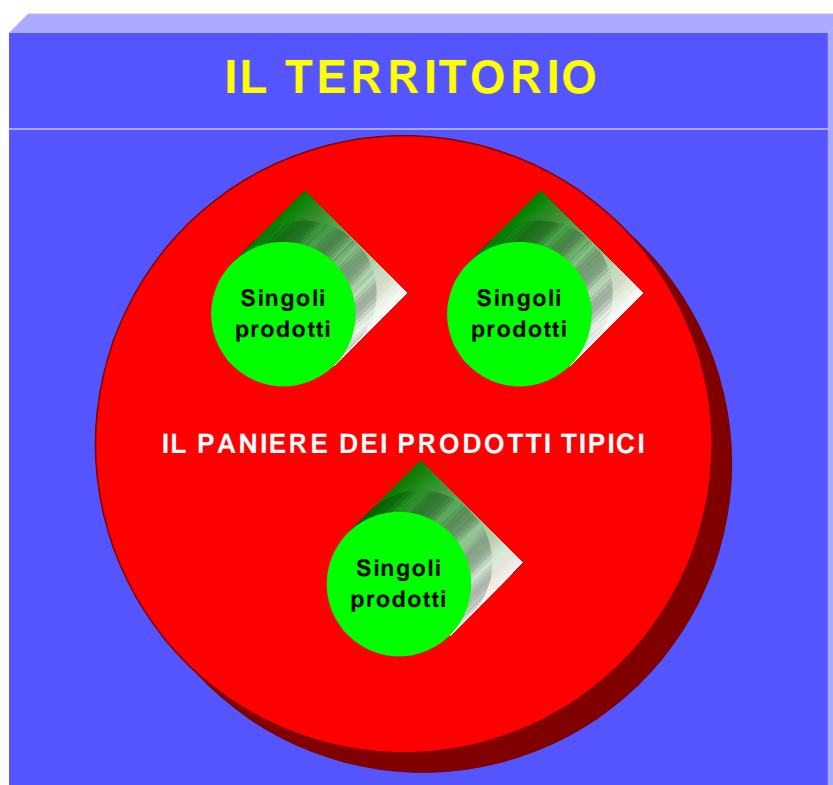 IL TERRITORIO
Singoli
prodotti
Singoli
prodotti
IL PANIERE DEI PRODOTTI TIPICI
Singoli
prodotti